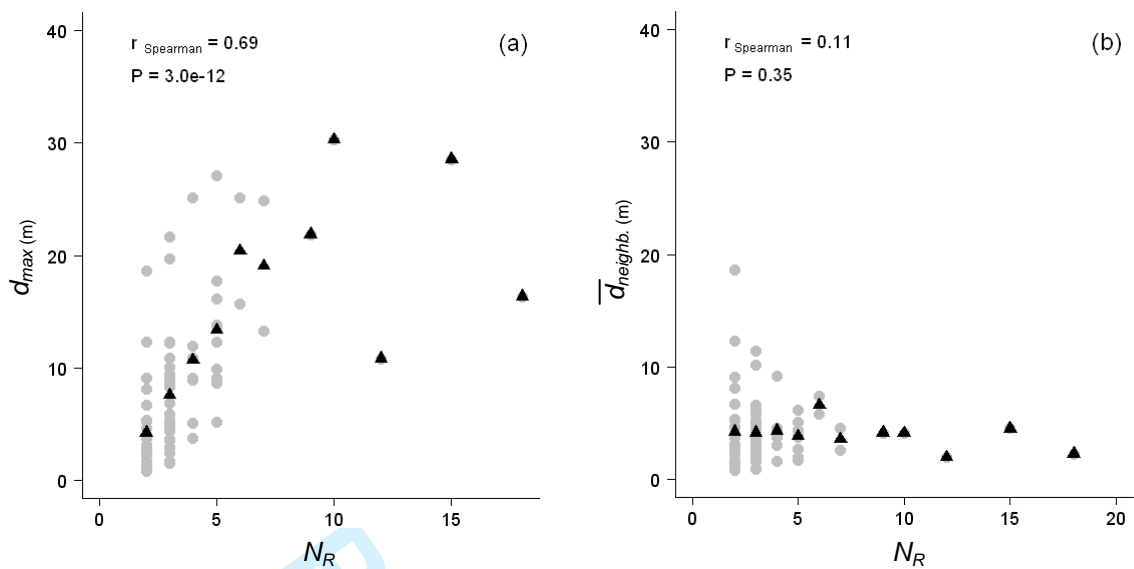 r Spearman = 0.69
P = 3.0e-12
(a)
40
30
20
10
0
d max (m)
0 5 10 15
N R
r Spearman = 0.11
P = 0.35
(b)
40
30
20
10
0
d neighb. (m)
0 5 10 15 20
N R